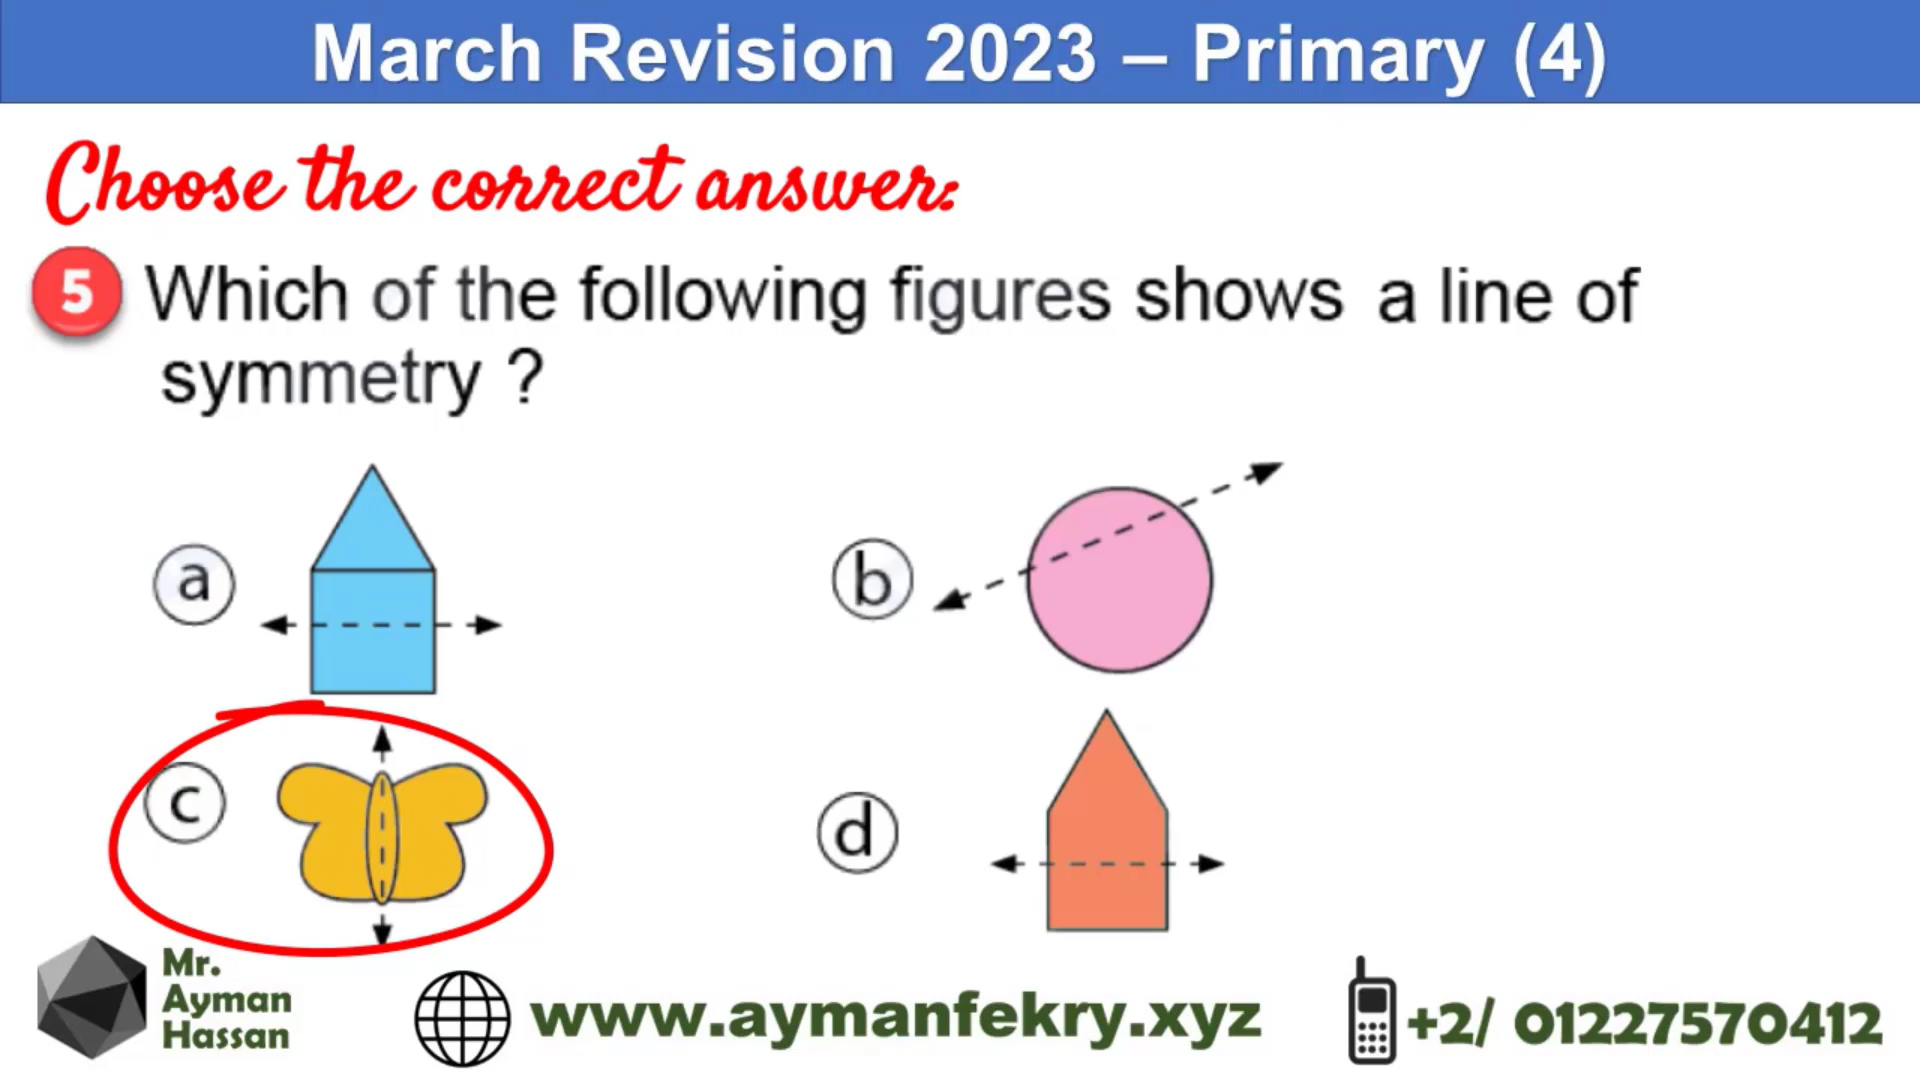 March Revision 2023 – Primary (4)
Choose the correct answer:
5 Which of the following figures shows a line of
symmetry ?
a
b
c
d
Mr.
Ayman
Hassan
www.aymanfekry.xyz
+2/ 01227570412